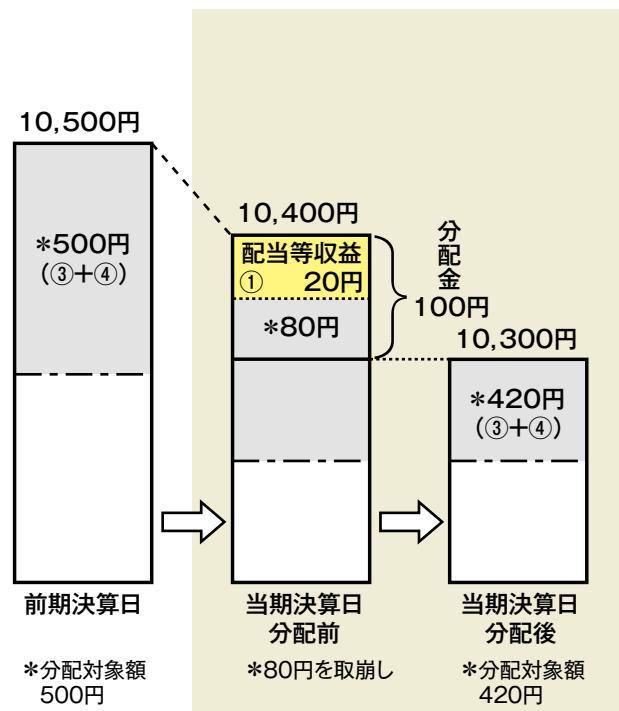 10,500円
*500円
（③＋④）
前期決算日
*分配対象額
500円
10,400円
配当等収益
① 20円
*80円
分配金
100円
当期決算日
分配前
*80円を取崩し
10,300円
*420円
（③＋④）
当期決算日
分配後
*分配対象額
420円